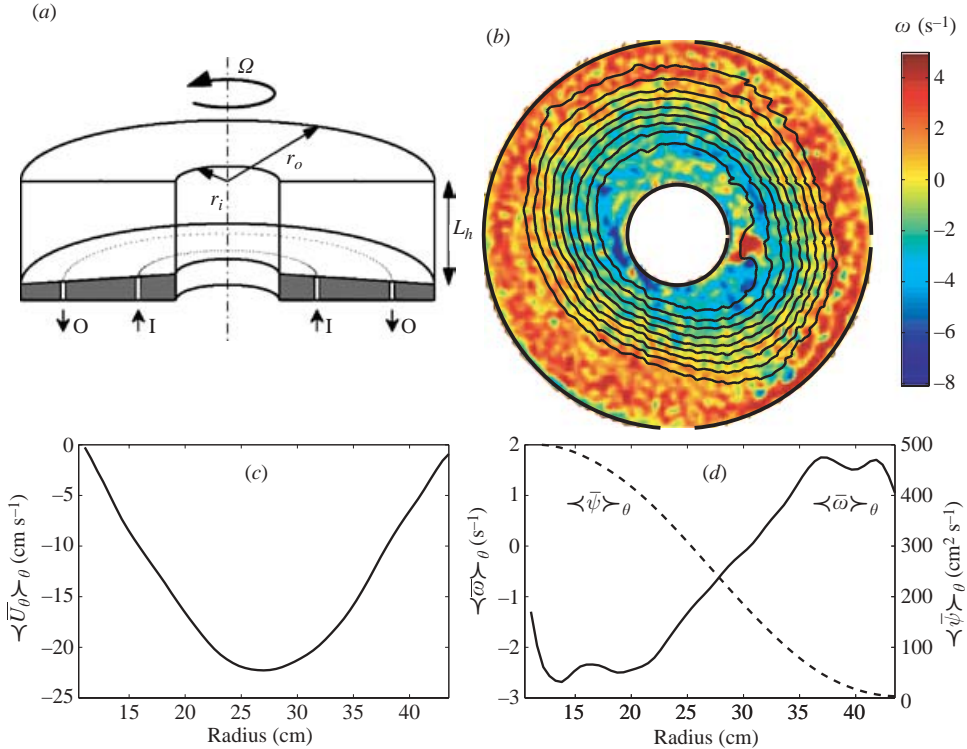 (a)
Ω
r_o
r_i
L_h
O
I
I
O
(b)
ω (s⁻¹)
4
2
0
−2
−4
−6
−8
(c)
0
−5
−10
−15
−20
−25
15
20
25
30
35
40
Radius (cm)
≺U̅_θ≻_θ (cm s⁻¹)
(d)
2
1
0
−1
−2
−3
≺ω̅≻_θ (s⁻¹)
≺ψ̅≻_θ
≺ω̅≻_θ
500
400
300
200
100
0
≺ψ̅≻_θ (cm² s⁻¹)
15
20
25
30
35
40
Radius (cm)